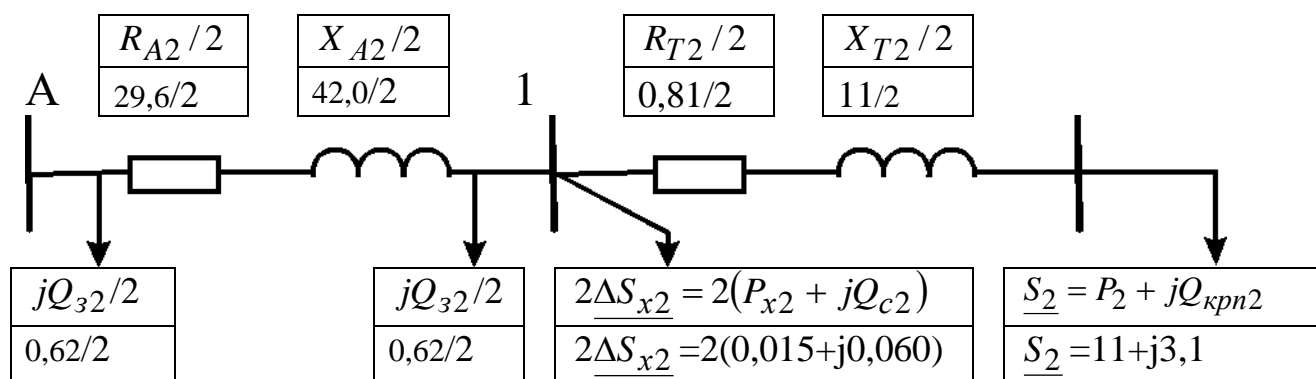 R_A2 / 2
X_A2 / 2
R_T2 / 2
X_T2 / 2
29,6/2
42,0/2
0,81/2
11/2
A
1
jQ_з2 / 2
jQ_з2 / 2
2ΔS_x2 = 2(P_x2 + jQ_c2)
S_2 = P_2 + jQ_крп2
0,62/2
0,62/2
2ΔS_x2 =2(0,015+j0,060)
S_2 =11+j3,1